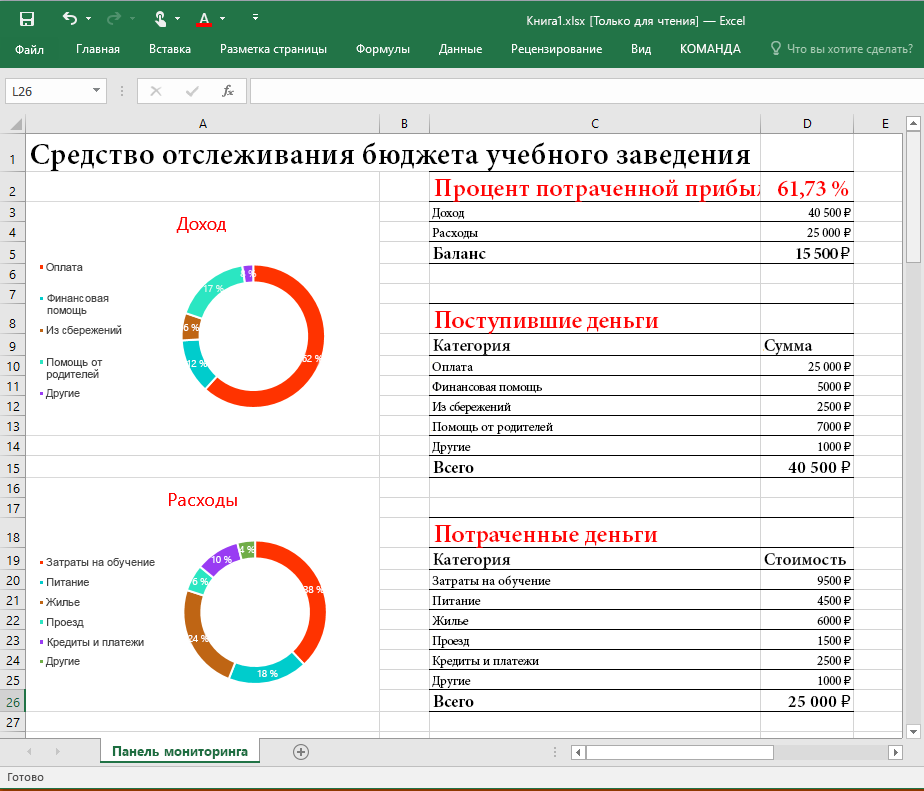 Книга1.xlsx [Только для чтения] — Excel
Файл Главная Вставка Разметка страницы Формулы Данные Рецензирование Вид КОМАНДА Что вы хотите сделать?
L26 fx
A B C D E
1 Средство отслеживания бюджета учебного заведения
2 Процент потраченной прибыл 61,73 %
3 Доход 40 500 ₽
4 Расходы 25 000 ₽
5 Баланс 15 500 ₽
6
7
8 Поступившие деньги
9 Категория Сумма
10 Оплата 25 000 ₽
11 Финансовая помощь 5000 ₽
12 Из сбережений 2500 ₽
13 Помощь от родителей 7000 ₽
14 Другие 1000 ₽
15 Всего 40 500 ₽
16
17
18 Потраченные деньги
19 Категория Стоимость
20 Затраты на обучение 9500 ₽
21 Питание 4500 ₽
22 Жилье 6000 ₽
23 Проезд 1500 ₽
24 Кредиты и платежи 2500 ₽
25 Другие 1000 ₽
26 Всего 25 000 ₽
27
Доход
Оплата
Финансовая
помощь
Из сбережений
Помощь от
родителей
Другие
17 %
6 %
12 %
62 %
Расходы
Затраты на обучение
Питание
Жилье
Проезд
Кредиты и платежи
Другие
4 %
10 %
6 %
38 %
24 %
18 %
Панель мониторинга
Готово